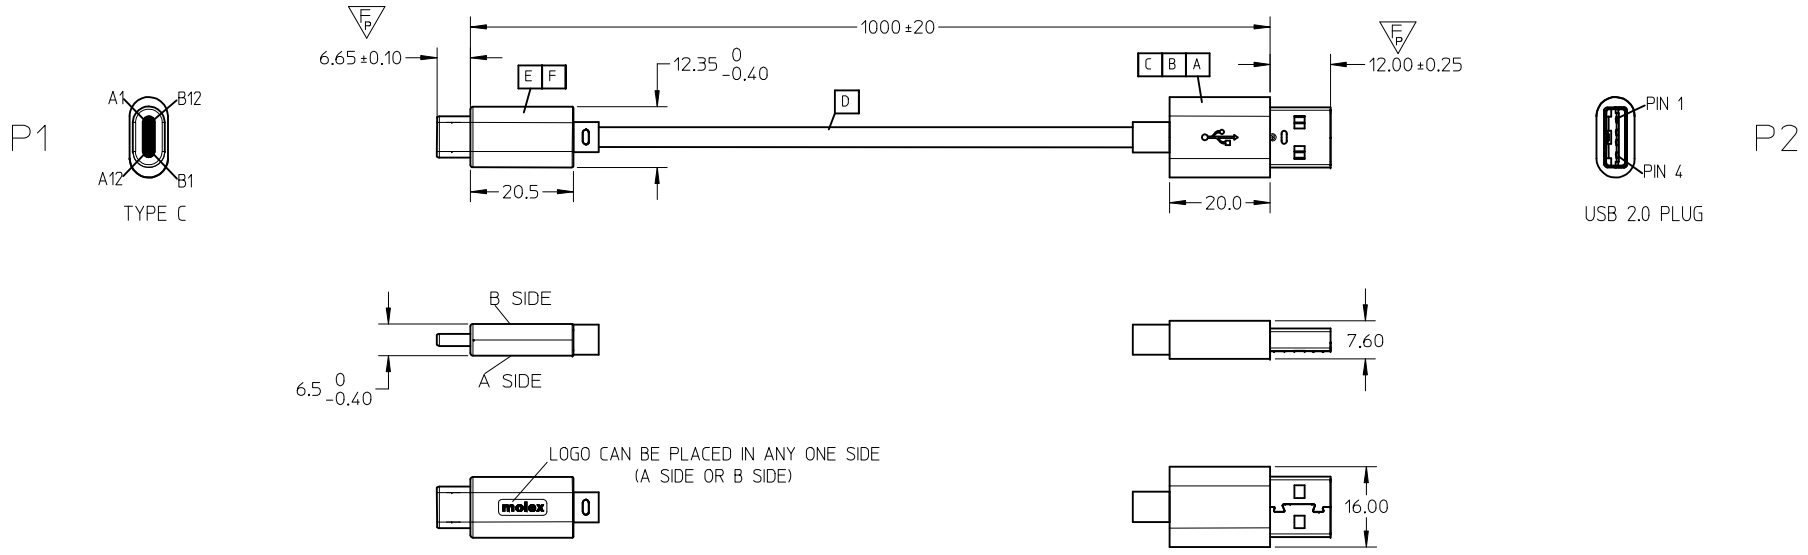 F
P
1000±20
F
P
6.65±0.10
12.35 0
-0.40
E F
C B A
12.00±0.25
D
A1
B12
P1
A12
B1
TYPE C
20.5
20.0
PIN 1
PIN 4
P2
USB 2.0 PLUG
B SIDE
A SIDE
6.5 0
-0.40
7.60
LOGO CAN BE PLACED IN ANY ONE SIDE
(A SIDE OR B SIDE)
molex
16.00